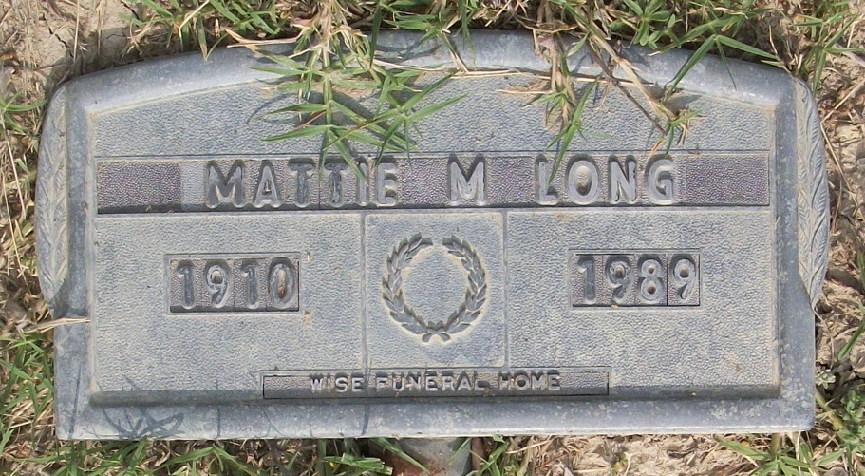 MATTIE M LONG
1910 1989
WISE FUNERAL HOME